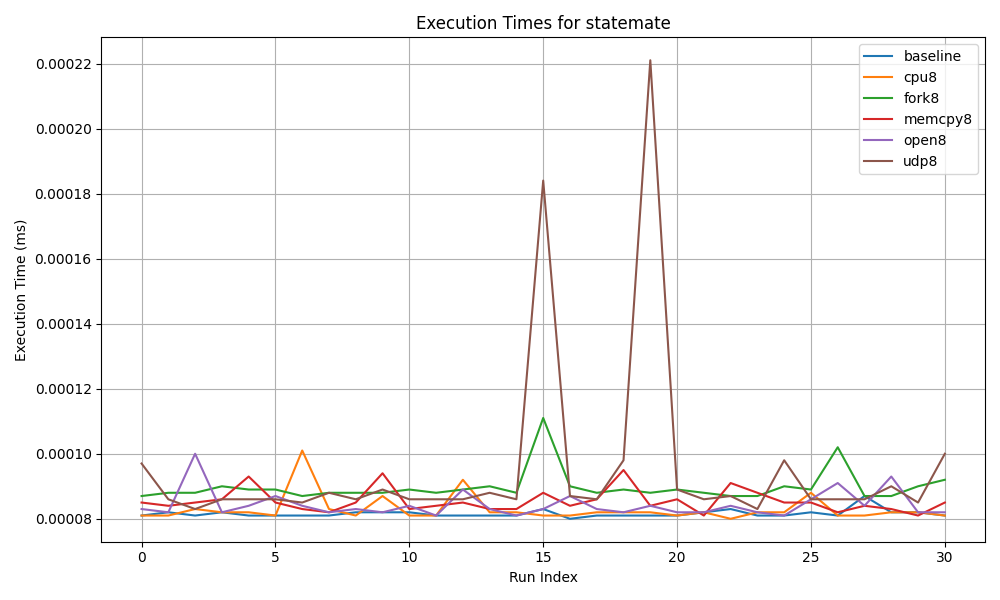 Execution Times for statemate
Execution Time (ms)
0.00022
0.00020
0.00018
0.00016
0.00014
0.00012
0.00010
0.00008
baseline
cpu8
fork8
memcpy8
open8
udp8
0 5 10 15 20 25 30
Run Index